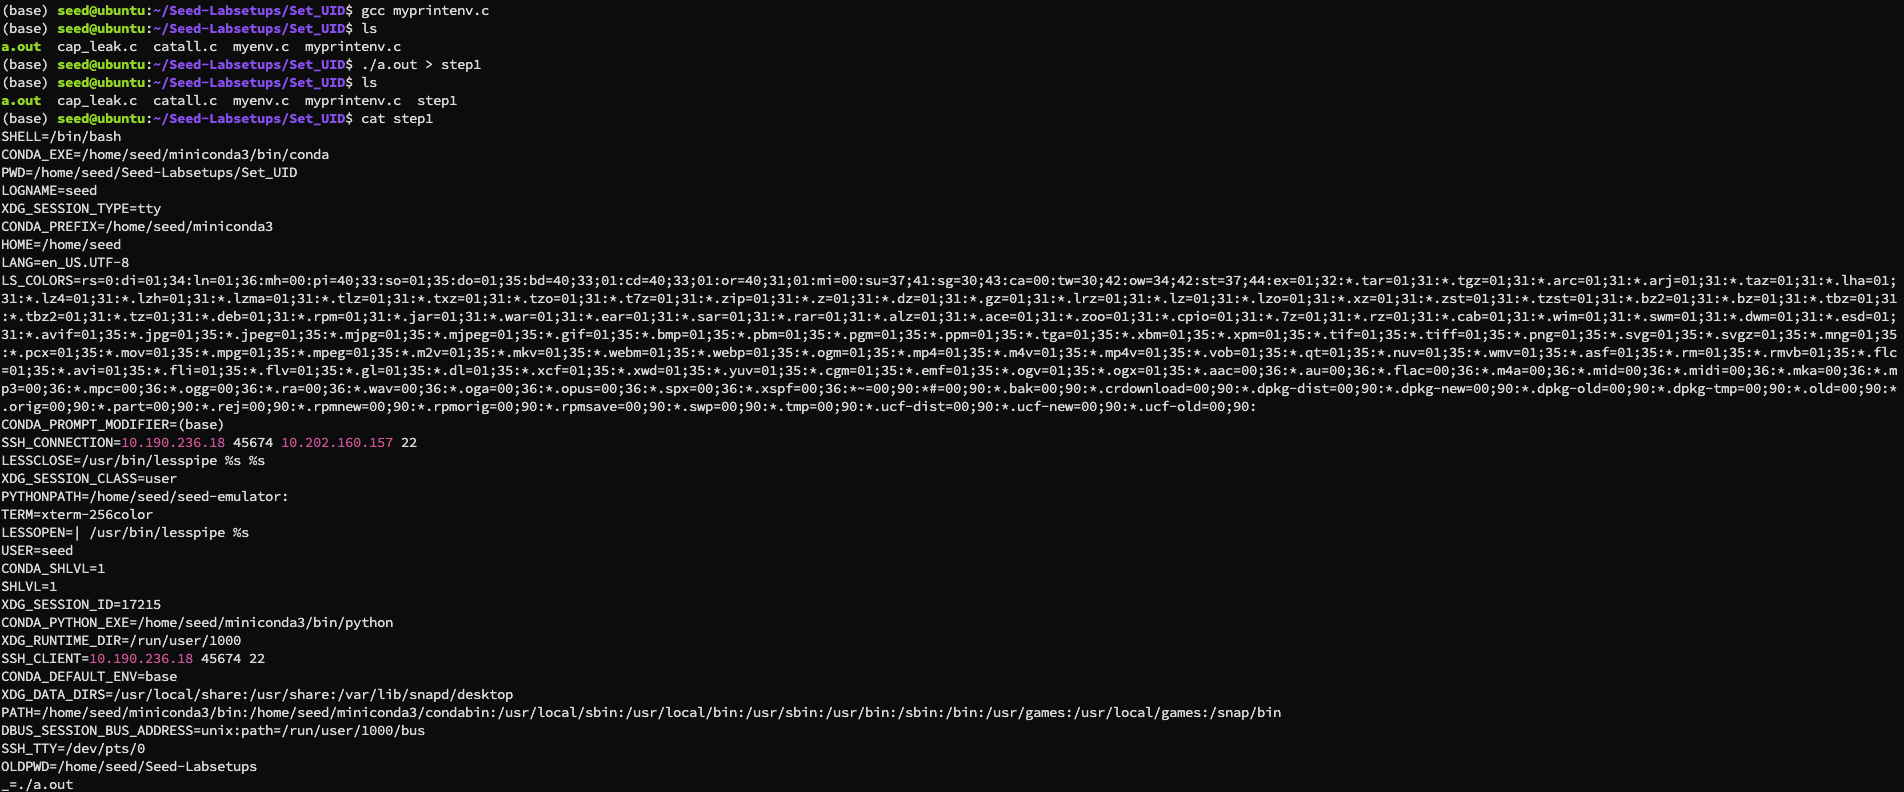 (base) seed@ubuntu:~/Seed-Labsetups/Set_UID$ gcc myprintenv.c
(base) seed@ubuntu:~/Seed-Labsetups/Set_UID$ ls
a.out  cap_leak.c  catall.c  myenv.c  myprintenv.c
(base) seed@ubuntu:~/Seed-Labsetups/Set_UID$ ./a.out > step1
(base) seed@ubuntu:~/Seed-Labsetups/Set_UID$ ls
a.out  cap_leak.c  catall.c  myenv.c  myprintenv.c  step1
(base) seed@ubuntu:~/Seed-Labsetups/Set_UID$ cat step1
SHELL=/bin/bash
CONDA_EXE=/home/seed/miniconda3/bin/conda
PWD=/home/seed/Seed-Labsetups/Set_UID
LOGNAME=seed
XDG_SESSION_TYPE=tty
CONDA_PREFIX=/home/seed/miniconda3
HOME=/home/seed
LANG=en_US.UTF-8
LS_COLORS=rs=0:di=01;34:ln=01;36:mh=00:pi=40;33:so=01;35:do=01;35:bd=40;33;01:cd=40;33;01:or=40;31;01:mi=00:su=37;41:sg=30;43:ca=00:tw=30;42:ow=34;42:st=37;44:ex=01;32:*.tar=01;31:*.tgz=01;31:*.arc=01;31:*.arj=01;31:*.taz=01;31:*.lha=01;
31:*.lz4=01;31:*.lzh=01;31:*.lzma=01;31:*.tlz=01;31:*.txz=01;31:*.tzo=01;31:*.t7z=01;31:*.zip=01;31:*.z=01;31:*.dz=01;31:*.gz=01;31:*.lrz=01;31:*.lz=01;31:*.lzo=01;31:*.xz=01;31:*.zst=01;31:*.tzst=01;31:*.bz2=01;31:*.bz=01;31:*.tbz=01;31
:*.tbz2=01;31:*.tz=01;31:*.deb=01;31:*.rpm=01;31:*.jar=01;31:*.war=01;31:*.ear=01;31:*.sar=01;31:*.rar=01;31:*.alz=01;31:*.ace=01;31:*.zoo=01;31:*.cpio=01;31:*.7z=01;31:*.rz=01;31:*.cab=01;31:*.wim=01;31:*.swm=01;31:*.dwm=01;31:*.esd=01;
31:*.avif=01;35:*.jpg=01;35:*.jpeg=01;35:*.mjpg=01;35:*.mjpeg=01;35:*.gif=01;35:*.bmp=01;35:*.pbm=01;35:*.pgm=01;35:*.ppm=01;35:*.tga=01;35:*.xbm=01;35:*.xpm=01;35:*.tif=01;35:*.tiff=01;35:*.png=01;35:*.svg=01;35:*.svgz=01;35:*.mng=01;35
:*.pcx=01;35:*.mov=01;35:*.mpg=01;35:*.mpeg=01;35:*.m2v=01;35:*.mkv=01;35:*.webm=01;35:*.webp=01;35:*.ogm=01;35:*.mp4=01;35:*.m4v=01;35:*.mp4v=01;35:*.vob=01;35:*.qt=01;35:*.nuv=01;35:*.wmv=01;35:*.asf=01;35:*.rm=01;35:*.rmvb=01;35:*.flc
=01;35:*.avi=01;35:*.fli=01;35:*.flv=01;35:*.gl=01;35:*.dl=01;35:*.xcf=01;35:*.xwd=01;35:*.yuv=01;35:*.cgm=01;35:*.emf=01;35:*.ogv=01;35:*.ogx=01;35:*.aac=00;36:*.au=00;36:*.flac=00;36:*.m4a=00;36:*.mid=00;36:*.midi=00;36:*.mka=00;36:*.m
p3=00;36:*.mpc=00;36:*.ogg=00;36:*.ra=00;36:*.wav=00;36:*.oga=00;36:*.opus=00;36:*.spx=00;36:*.xspf=00;36:*~=00;90:*#=00;90:*.bak=00;90:*.crdownload=00;90:*.dpkg-dist=00;90:*.dpkg-new=00;90:*.dpkg-old=00;90:*.dpkg-tmp=00;90:*.old=00;90:*
.orig=00;90:*.part=00;90:*.rej=00;90:*.rpmnew=00;90:*.rpmorig=00;90:*.rpmsave=00;90:*.swp=00;90:*.tmp=00;90:*.ucf-dist=00;90:*.ucf-new=00;90:*.ucf-old=00;90:
CONDA_PROMPT_MODIFIER=(base)
SSH_CONNECTION=10.190.236.18 45674 10.202.160.157 22
LESSCLOSE=/usr/bin/lesspipe %s %s
XDG_SESSION_CLASS=user
PYTHONPATH=/home/seed/seed-emulator:
TERM=xterm-256color
LESSOPEN=| /usr/bin/lesspipe %s
USER=seed
CONDA_SHLVL=1
SHLVL=1
XDG_SESSION_ID=17215
CONDA_PYTHON_EXE=/home/seed/miniconda3/bin/python
XDG_RUNTIME_DIR=/run/user/1000
SSH_CLIENT=10.190.236.18 45674 22
CONDA_DEFAULT_ENV=base
XDG_DATA_DIRS=/usr/local/share:/usr/share:/var/lib/snapd/desktop
PATH=/home/seed/miniconda3/bin:/home/seed/miniconda3/condabin:/usr/local/sbin:/usr/local/bin:/usr/sbin:/usr/bin:/sbin:/bin:/usr/games:/usr/local/games:/snap/bin
DBUS_SESSION_BUS_ADDRESS=unix:path=/run/user/1000/bus
SSH_TTY=/dev/pts/0
OLDPWD=/home/seed/Seed-Labsetups
_=./a.out